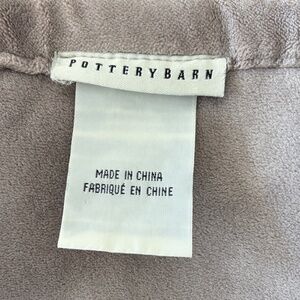 POTTERYBARN
MADE IN CHINA
FABRIQUÉ EN CHINE